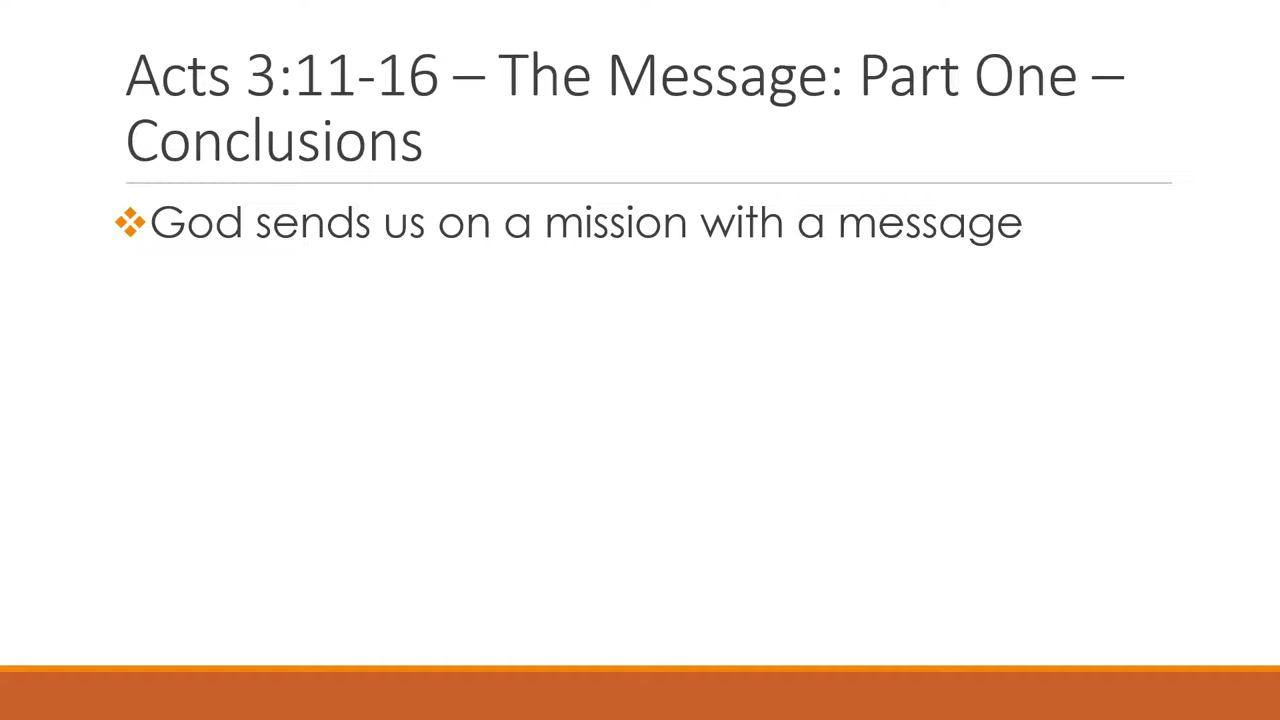 Acts 3:11-16 – The Message: Part One –
Conclusions
God sends us on a mission with a message